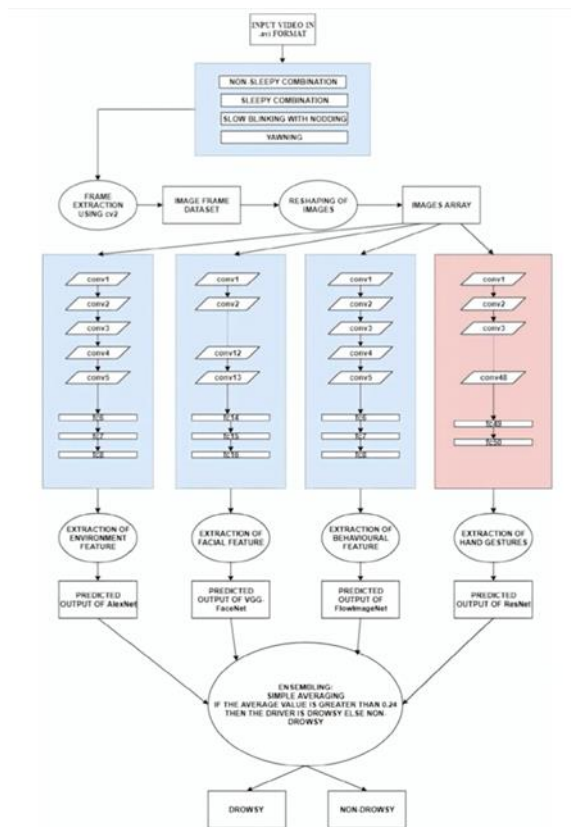 INPUT VIDEO IN
.avi FORMAT
NON-SLEEPY COMBINATION
SLEEPY COMBINATION
SLOW BLINKING WITH NODDING
YAWNING
FRAME
EXTRACTION
USING cv2
IMAGE FRAME
DATASET
RESHAPING OF
IMAGES
IMAGES ARRAY
conv1
conv2
conv3
conv4
conv5
fc6
fc7
fc8
conv1
conv2
conv12
conv13
fc14
fc15
fc16
conv1
conv2
conv3
conv4
conv5
fc6
fc7
fc8
conv1
conv2
conv3
conv48
fc49
fc50
EXTRACTION OF
ENVIRONMENT
FEATURE
EXTRACTION OF
FACIAL FEATURE
EXTRACTION OF
BEHAVIOURAL
FEATURE
EXTRACTION OF
HAND GESTURES
PREDICTED
OUTPUT OF AlexNet
PREDICTED
OUTPUT OF VGG-
FaceNet
PREDICTED
OUTPUT OF
FlowImageNet
PREDICTED
OUTPUT OF ResNet
ENSEMBLING:
SIMPLE AVERAGING
IF THE AVERAGE VALUE IS GREATER THAN 0.24
THEN THE DRIVER IS DROWSY ELSE NON-
DROWSY
DROWSY
NON-DROWSY